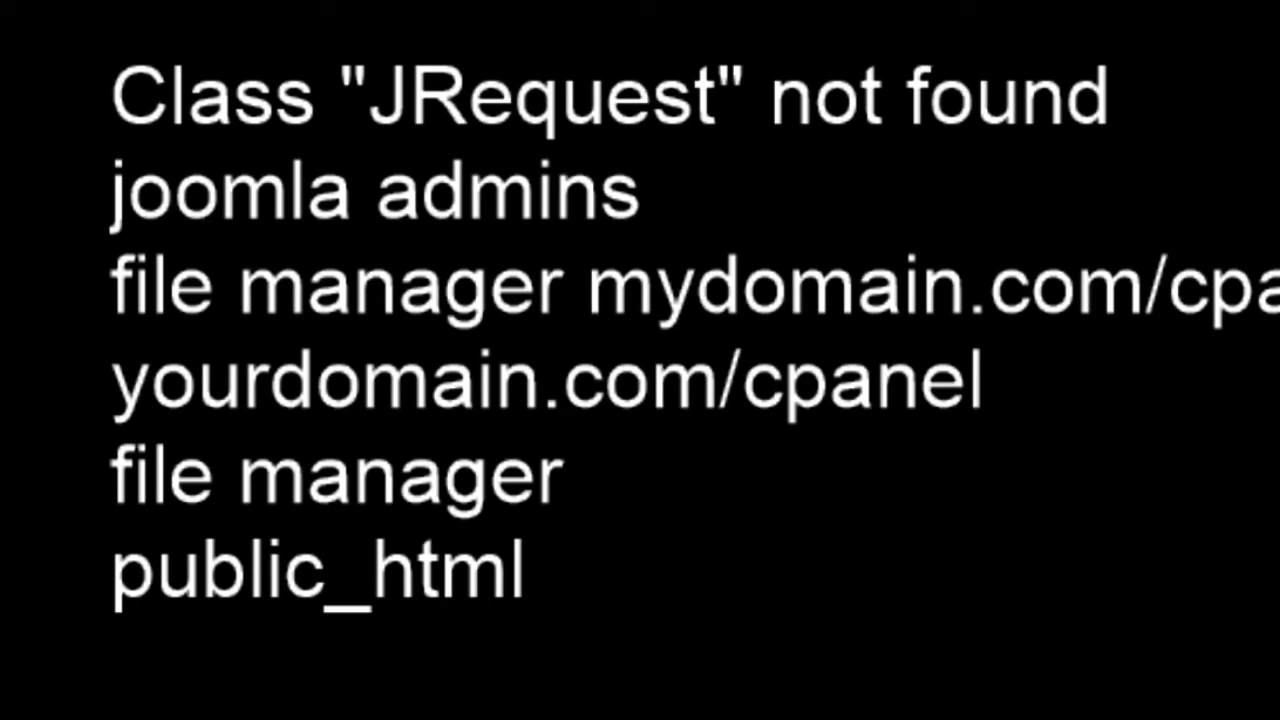 Class "JRequest" not found
joomla admins
file manager mydomain.com/cpa
yourdomain.com/cpanel
file manager
public_html